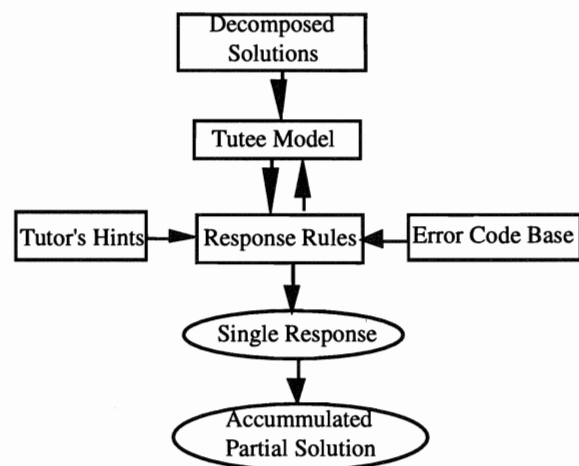 Decomposed
Solutions
Tutee Model
Tutor's Hints
Response Rules
Error Code Base
Single Response
Accummulated
Partial Solution